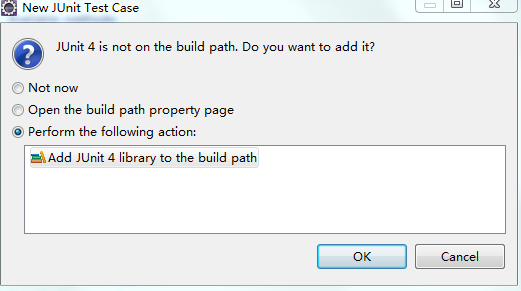 New JUnit Test Case
JUnit 4 is not on the build path. Do you want to add it?
Not now
Open the build path property page
Perform the following action:
Add JUnit 4 library to the build path
OK
Cancel